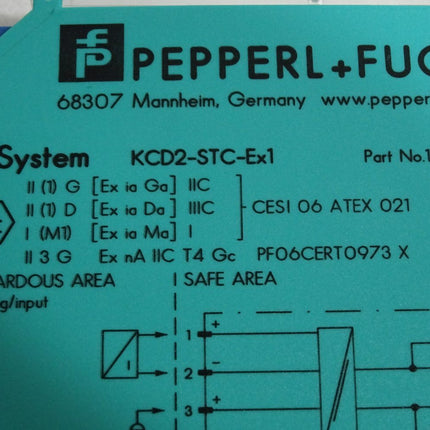 PEPPERL+FUC
68307 Mannheim, Germany www.pepper
System KCD2-STC-Ex1 Part No.1
II (1) G [Ex ia Ga] IIC
II (1) D [Ex ia Da] IIIC CESI 06 ATEX 021
I (M1) [Ex ia Ma] I
II 3 G Ex nA IIC T4 Gc PF06CERT0973 X
ARDOUS AREA SAFE AREA
g/input
1 +
I
2 -
3 +